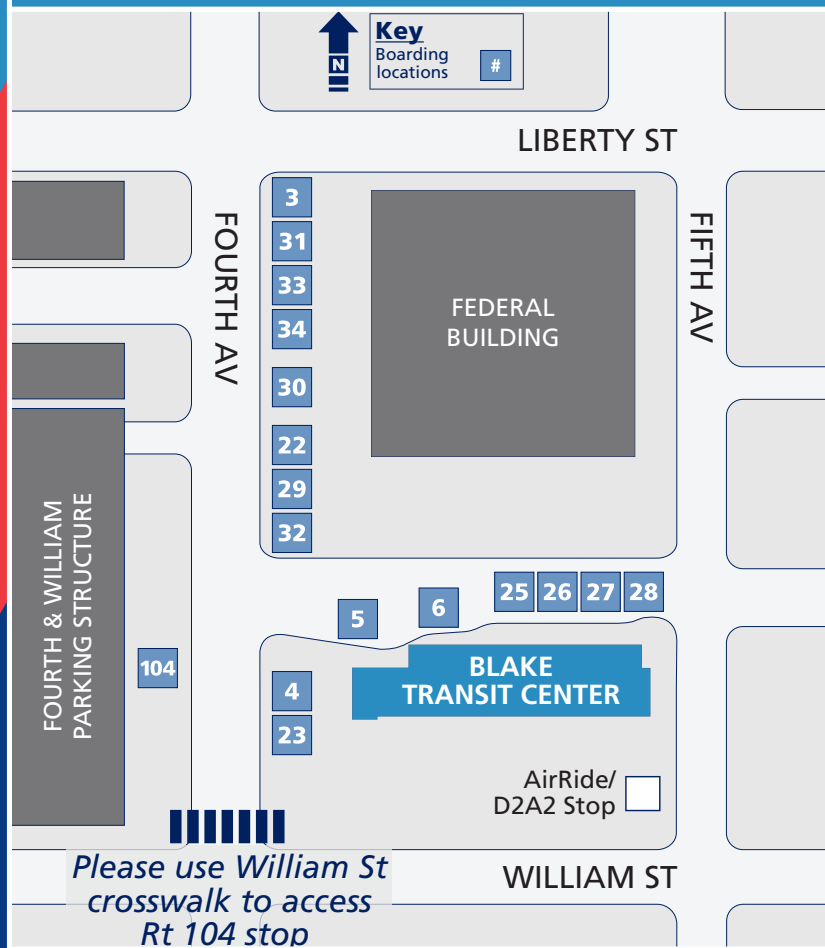 N
Key
Boarding
locations
#
LIBERTY ST
FOURTH AV
FIFTH AV
3
31
33
34
30
22
29
32
FEDERAL
BUILDING
FOURTH & WILLIAM
PARKING STRUCTURE
104
5
6
25 26 27 28
4
23
BLAKE
TRANSIT CENTER
AirRide/
D2A2 Stop
WILLIAM ST
Please use William St
crosswalk to access
Rt 104 stop